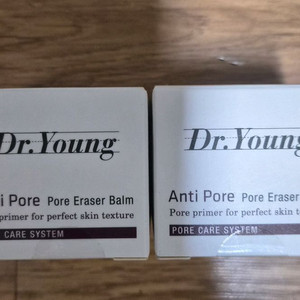 Dr.Young
Pore Pore Eraser Balm
primer for perfect skin texture
CARE SYSTEM
Dr.Young
Anti Pore Pore Eraser
Pore primer for perfect skin
PORE CARE SYSTEM